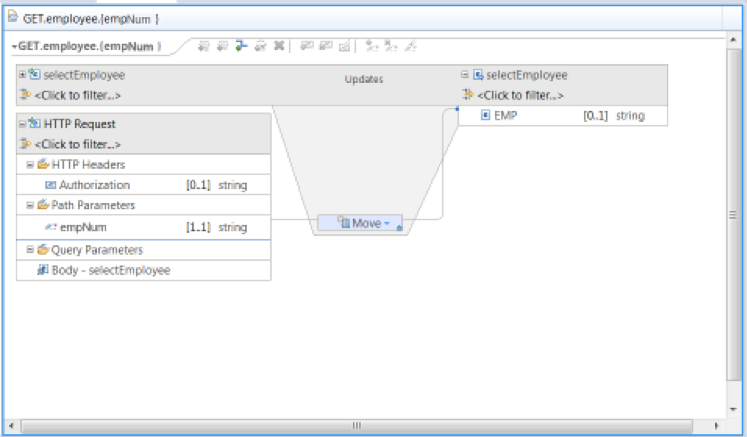 GET.employee.{empNum }
GET.employee.{empNum }
selectEmployee
<Click to filter...>
Updates
selectEmployee
<Click to filter...>
EMP [0..1] string
HTTP Request
<Click to filter...>
HTTP Headers
Authorization [0..1] string
Path Parameters
empNum [1..1] string
Move
Query Parameters
Body - selectEmployee